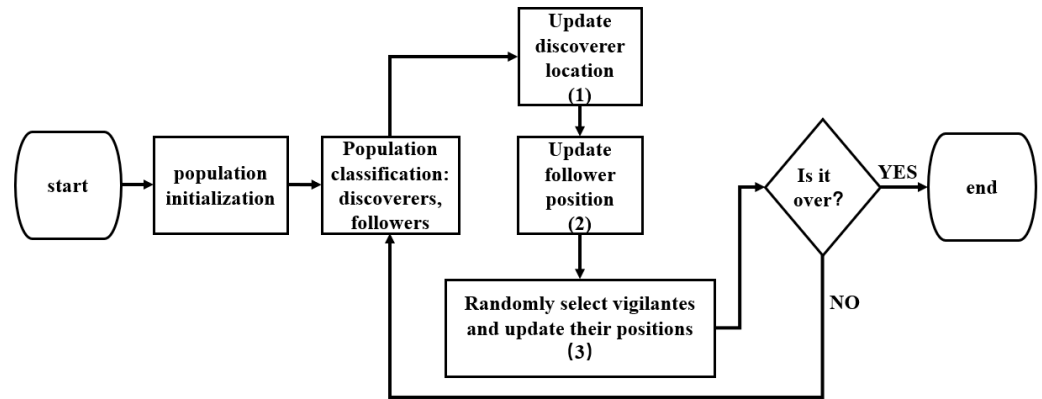 start
population
initialization
Population
classification:
discoverers,
followers
Update
discoverer
location
(1)
Update
follower
position
(2)
Randomly select vigilantes
and update their positions
(3)
Is it
over?
YES
end
NO